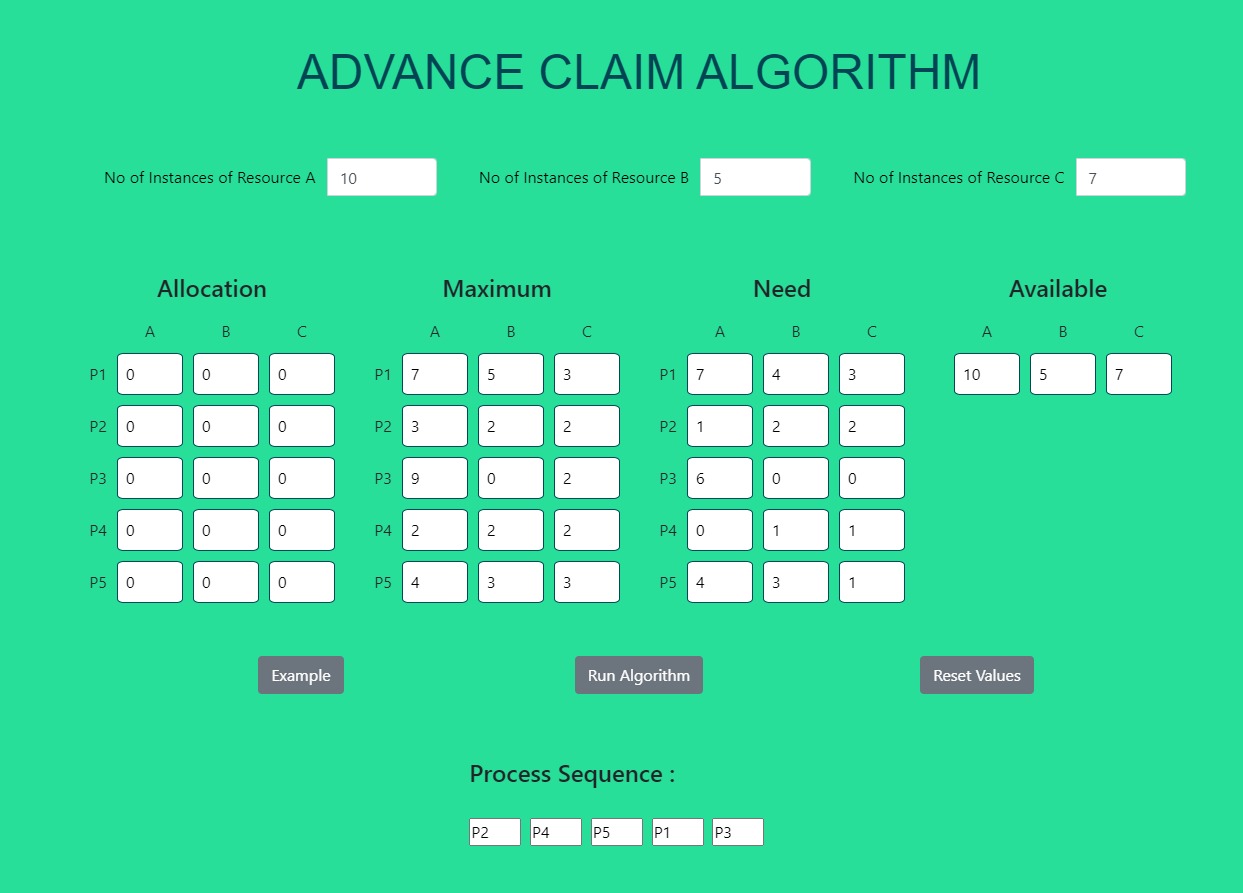 ADVANCE CLAIM ALGORITHM
No of Instances of Resource A 10 No of Instances of Resource B 5 No of Instances of Resource C 7
Allocation Maximum Need Available
A B C A B C A B C A B C
P1 0 0 0 P1 7 5 3 P1 7 4 3 10 5 7
P2 0 0 0 P2 3 2 2 P2 1 2 2
P3 0 0 0 P3 9 0 2 P3 6 0 0
P4 0 0 0 P4 2 2 2 P4 0 1 1
P5 0 0 0 P5 4 3 3 P5 4 3 1
Example Run Algorithm Reset Values
Process Sequence :
P2 P4 P5 P1 P3